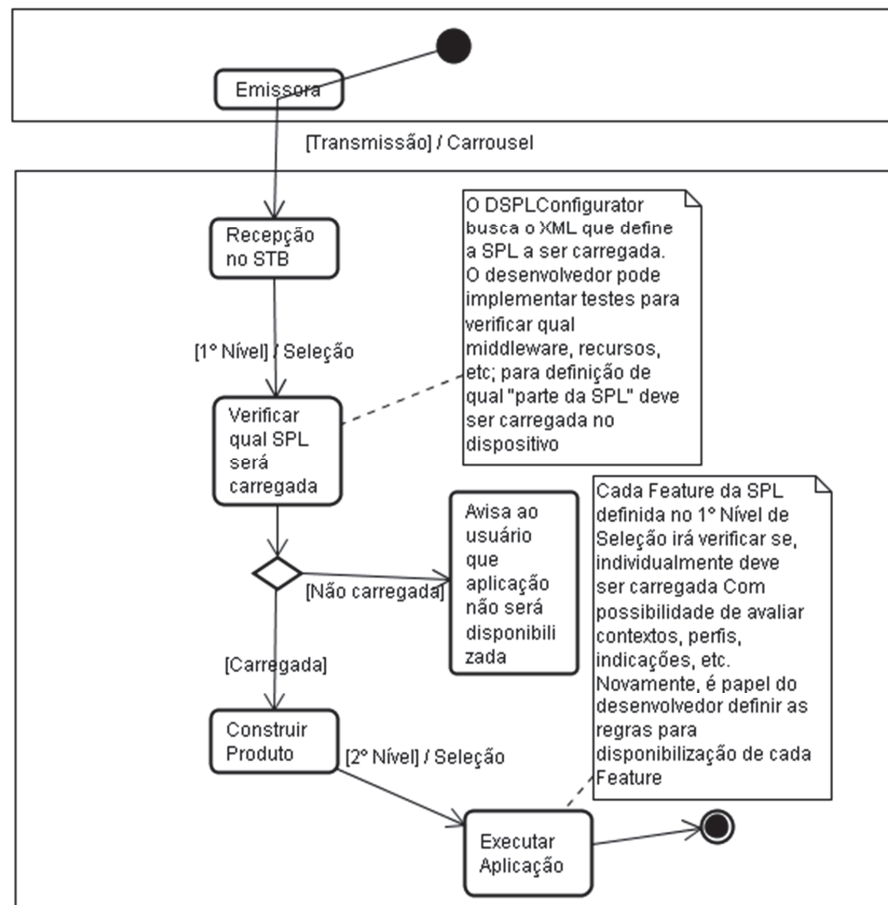 Emissora
[Transmissão] / Carrousel
Recepção
no STB
[1° Nível] / Seleção
O DSPLConfigurator
busca o XML que define
a SPL a ser carregada.
O desenvolvedor pode
implementar testes para
verificar qual
middleware, recursos,
etc; para definição de
qual "parte da SPL" deve
ser carregada no
dispositivo
Verificar
qual SPL
será
carregada
[Não carregada]
Avisa ao
usuário
que
aplicação
não será
disponibili
zada
Cada Feature da SPL
definida no 1° Nível de
Seleção irá verificar se,
individualmente deve
ser carregada Com
possibilidade de avaliar
contextos, perfis,
indicações, etc.
Novamente, é papel do
desenvolvedor definir as
regras para
disponibilização de cada
Feature
[Carregada]
Construir
Produto
[2° Nível] / Seleção
Executar
Aplicação